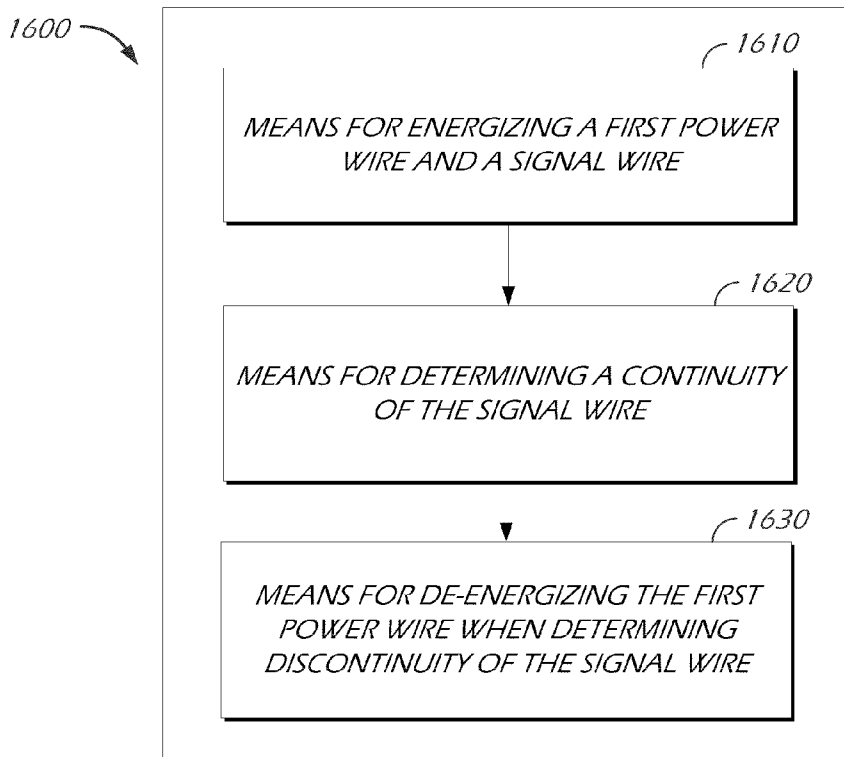 1600
1610
MEANS FOR ENERGIZING A FIRST POWER
WIRE AND A SIGNAL WIRE
1620
MEANS FOR DETERMINING A CONTINUITY
OF THE SIGNAL WIRE
1630
MEANS FOR DE-ENERGIZING THE FIRST
POWER WIRE WHEN DETERMINING
DISCONTINUITY OF THE SIGNAL WIRE